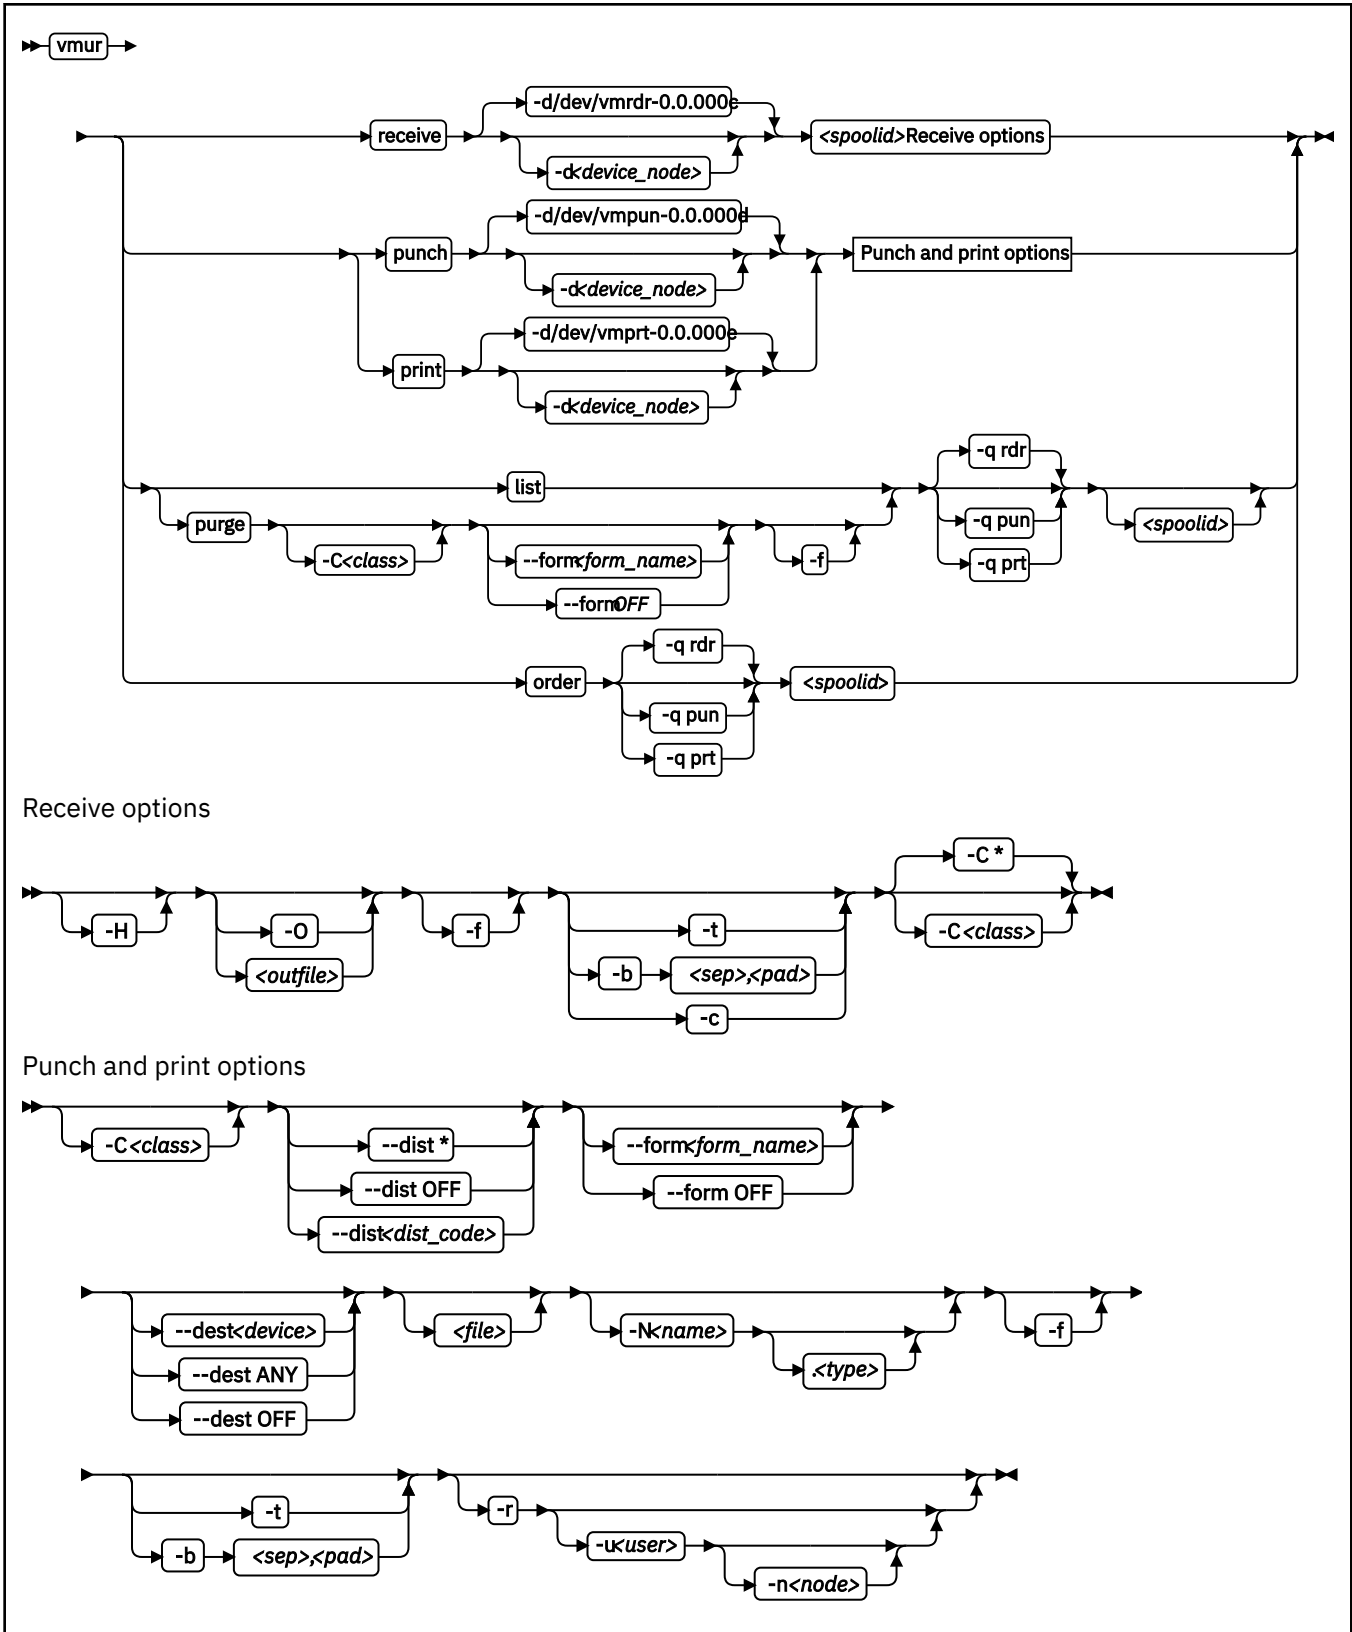 vmur
-d/dev/vmrdr-0.0.000c
receive
<spoolid>Receive options
-d<device_node>
-d/dev/vmpun-0.0.000d
punch
Punch and print options
-d<device_node>
-d/dev/vmprt-0.0.000e
print
-d<device_node>
-q rdr
list
purge
-q pun
<spoolid>
-C<class>
--form<form_name>
-f
-q prt
--formOFF
-q rdr
order
<spoolid>
-q pun
-q prt
Receive options
-C *
-H
-O
-f
-t
-C<class>
<outfile>
-b
<sep>,<pad>
-c
Punch and print options
-C<class>
--dist *
--form<form_name>
--dist OFF
--form OFF
--dist<dist_code>
--dest<device>
<file>
-N<name>
-f
--dest ANY
.<type>
--dest OFF
-t
-r
-b
<sep>,<pad>
-u<user>
-n<node>